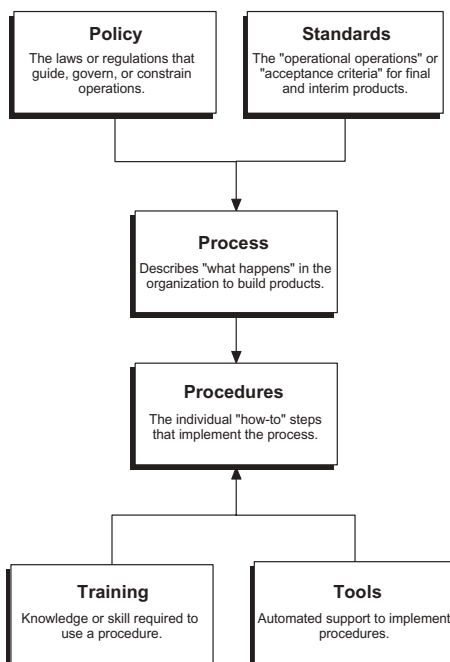 Policy
The laws or regulations that
guide, govern, or constrain
operations.
Standards
The "operational operations" or
"acceptance criteria" for final
and interim products.
Process
Describes "what happens" in the
organization to build products.
Procedures
The individual "how-to" steps
that implement the process.
Training
Knowledge or skill required to
use a procedure.
Tools
Automated support to implement
procedures.